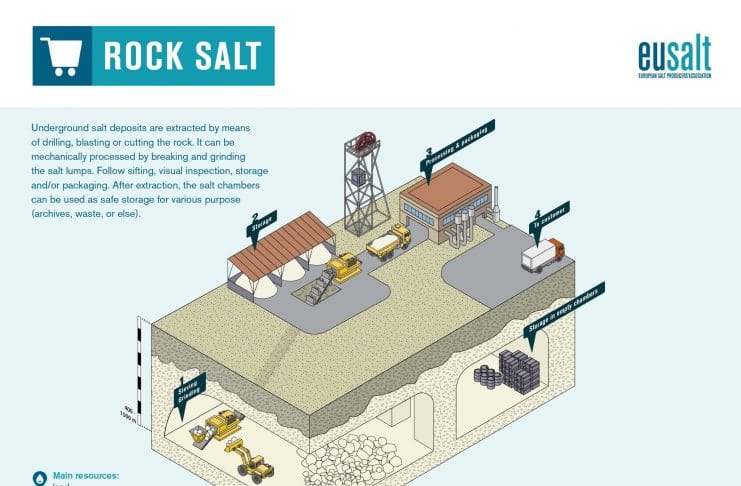 ROCK SALT
eusalt
EUROPEAN SALT PRODUCERS'ASSOCIATION
Underground salt deposits are extracted by means
of drilling, blasting or cutting the rock. It can be
mechanically processed by breaking and grinding
the salt lumps. Follow sifting, visual inspection, storage
and/or packaging. After extraction, the salt chambers
can be used as safe storage for various purpose
(archives, waste, or else).
3
Processing & packaging
2
Storage
4
To customer
Storage in empty chambers
1
Sieving
Grinding
400
1500 m
Main resources: